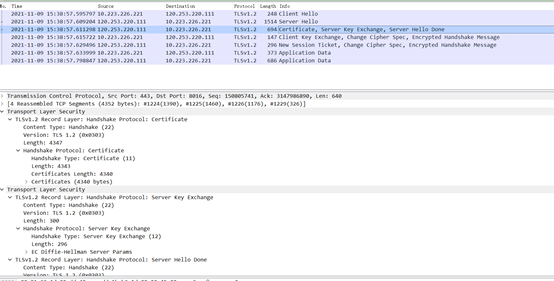 No. Time Source Destination Protocol Length Info
2021-11-09 15:38:57.595797 10.223.226.221 120.253.220.111 TLSv1.2 240 Client Hello
2021-11-09 15:38:57.609204 120.253.220.111 10.223.226.221 TLSv1.2 1514 Server Hello
2021-11-09 15:38:57.611298 120.253.220.111 10.223.226.221 TLSv1.2 694 Certificate, Server Key Exchange, Server Hello Done
2021-11-09 15:38:57.615722 10.223.226.221 120.253.220.111 TLSv1.2 147 Client Key Exchange, Change Cipher Spec, Encrypted Handshake Message
2021-11-09 15:38:57.629496 120.253.220.111 10.223.226.221 TLSv1.2 296 New Session Ticket, Change Cipher Spec, Encrypted Handshake Message
2021-11-09 15:38:57.633999 10.223.226.221 120.253.220.111 TLSv1.2 373 Application Data
2021-11-09 15:38:57.798847 120.253.220.111 10.223.226.221 TLSv1.2 686 Application Data
Transmission Control Protocol, Src Port: 443, Dst Port: 8016, Seq: 150805741, Ack: 3147986890, Len: 640
[4 Reassembled TCP Segments (4352 bytes): #1224(1390), #1225(1460), #1226(1176), #1229(326)]
Transport Layer Security
TLSv1.2 Record Layer: Handshake Protocol: Certificate
Content Type: Handshake (22)
Version: TLS 1.2 (0x0303)
Length: 4347
Handshake Protocol: Certificate
Handshake Type: Certificate (11)
Length: 4343
Certificates Length: 4340
Certificates (4340 bytes)
Transport Layer Security
TLSv1.2 Record Layer: Handshake Protocol: Server Key Exchange
Content Type: Handshake (22)
Version: TLS 1.2 (0x0303)
Length: 300
Handshake Protocol: Server Key Exchange
Handshake Type: Server Key Exchange (12)
Length: 296
EC Diffie-Hellman Server Params
TLSv1.2 Record Layer: Handshake Protocol: Server Hello Done
Content Type: Handshake (22)